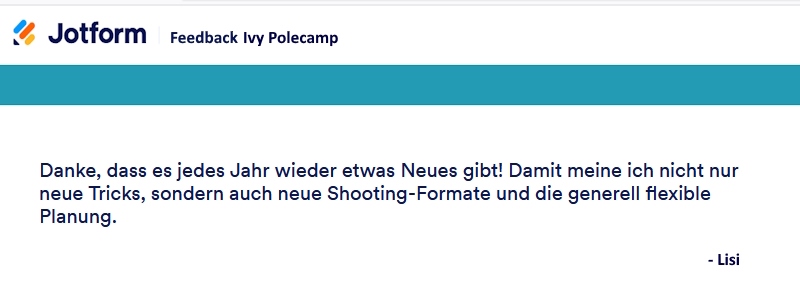 Jotform
Feedback Ivy Polecamp
Danke, dass es jedes Jahr wieder etwas Neues gibt! Damit meine ich nicht nur
neue Tricks, sondern auch neue Shooting-Formate und die generell flexible
Planung.
- Lisi